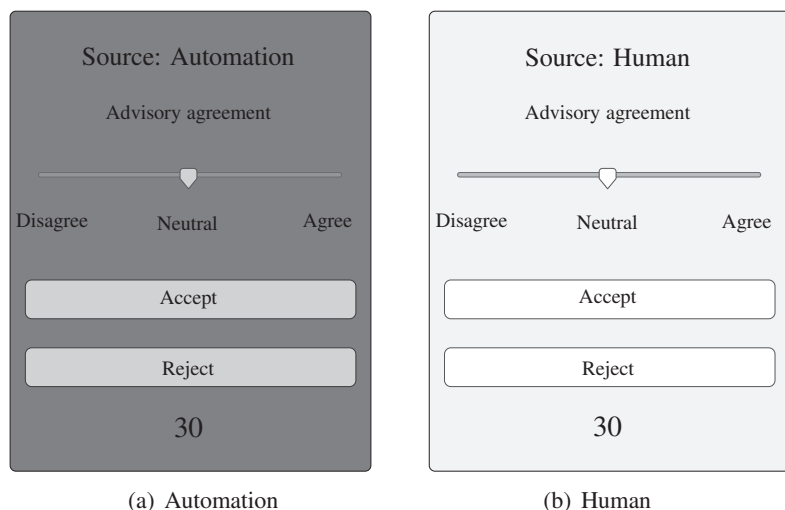 Source: Automation
Advisory agreement
Disagree Neutral Agree
Accept
Reject
30
(a) Automation
Source: Human
Advisory agreement
Disagree Neutral Agree
Accept
Reject
30
(b) Human